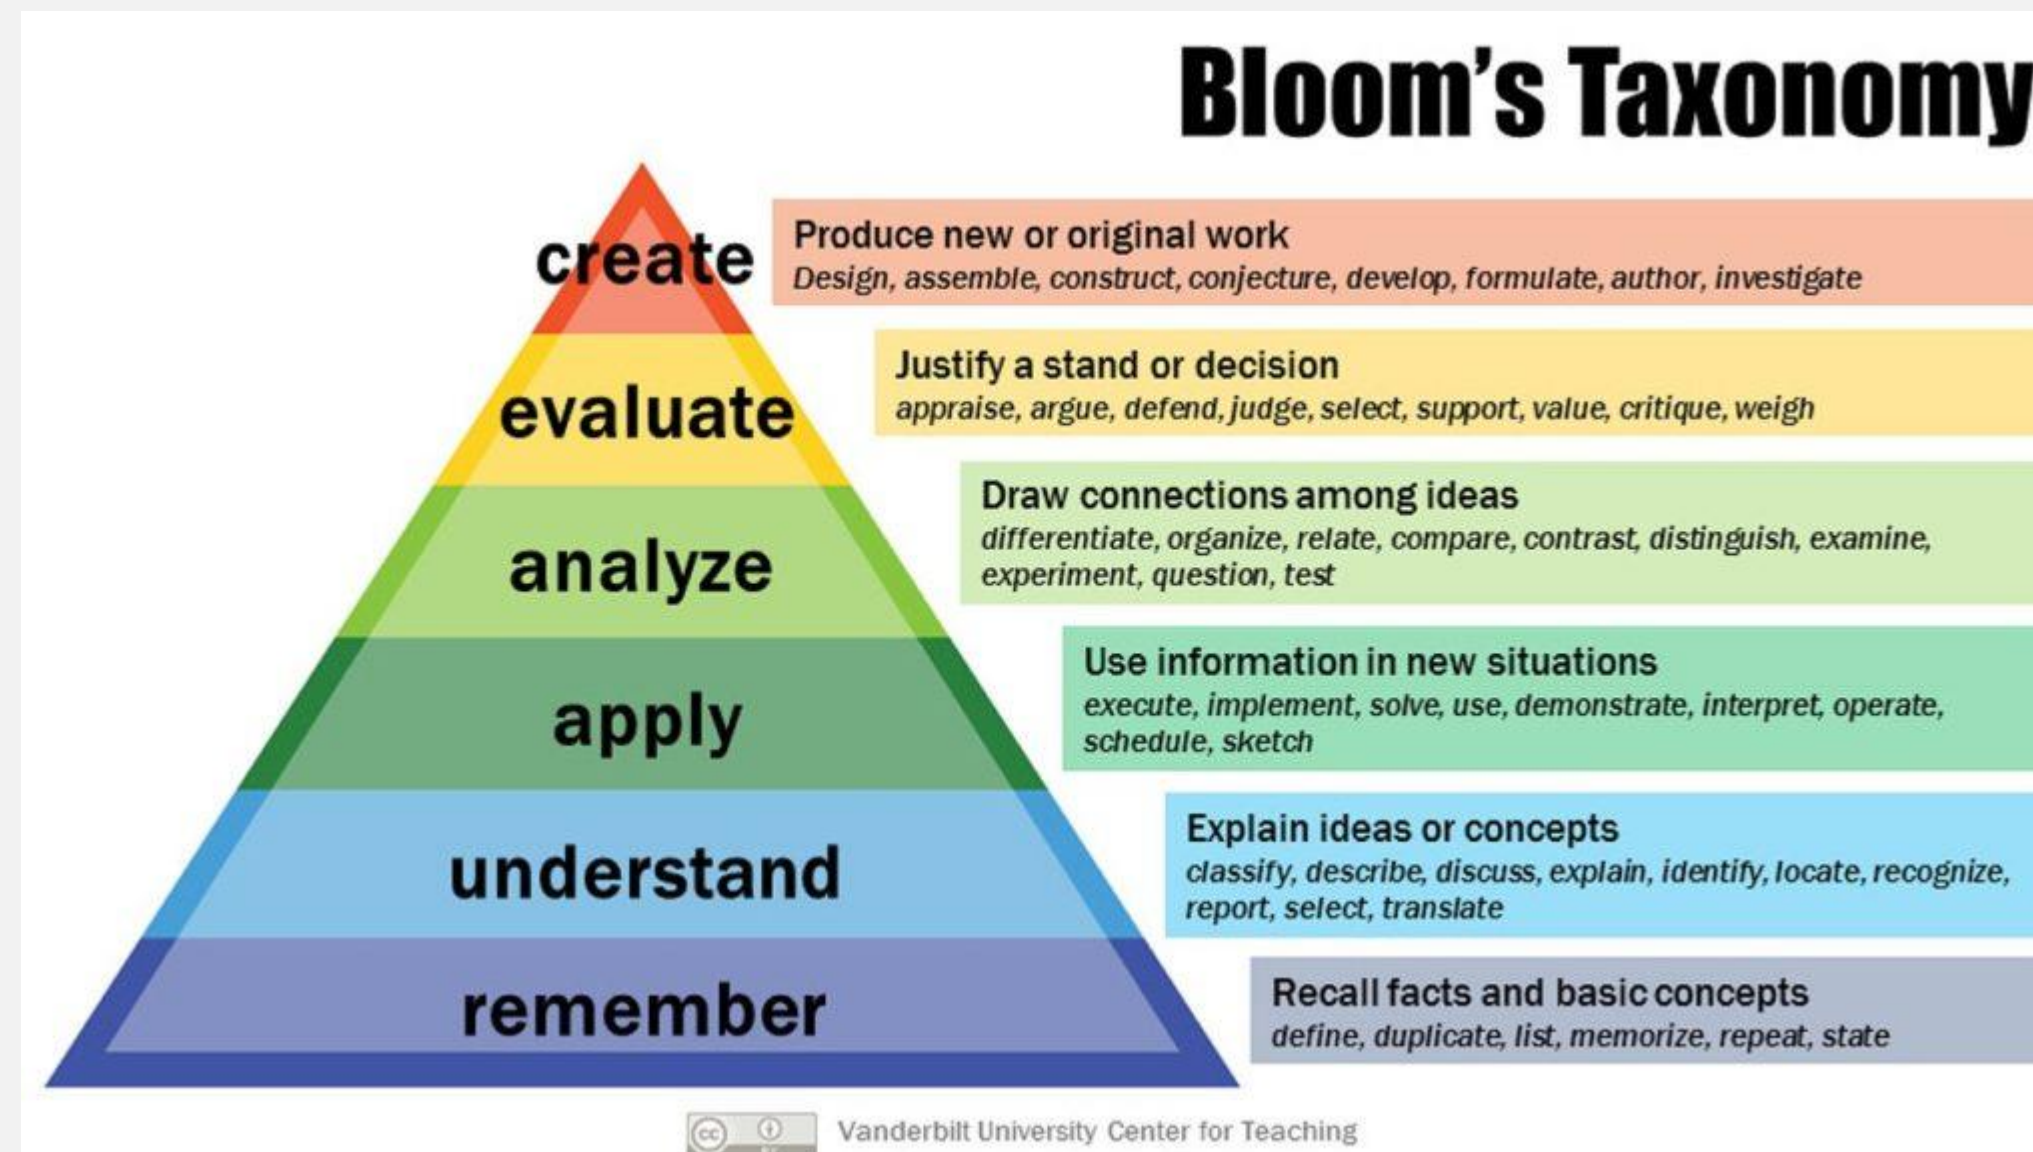 Bloom’s Taxonomy
create
Produce new or original work
Design, assemble, construct, conjecture, develop, formulate, author, investigate
evaluate
Justify a stand or decision
appraise, argue, defend, judge, select, support, value, critique, weigh
analyze
Draw connections among ideas
differentiate, organize, relate, compare, contrast, distinguish, examine,
experiment, question, test
apply
Use information in new situations
execute, implement, solve, use, demonstrate, interpret, operate,
schedule, sketch
understand
Explain ideas or concepts
classify, describe, discuss, explain, identify, locate, recognize,
report, select, translate
remember
Recall facts and basic concepts
define, duplicate, list, memorize, repeat, state
cc
Vanderbilt University Center for Teaching